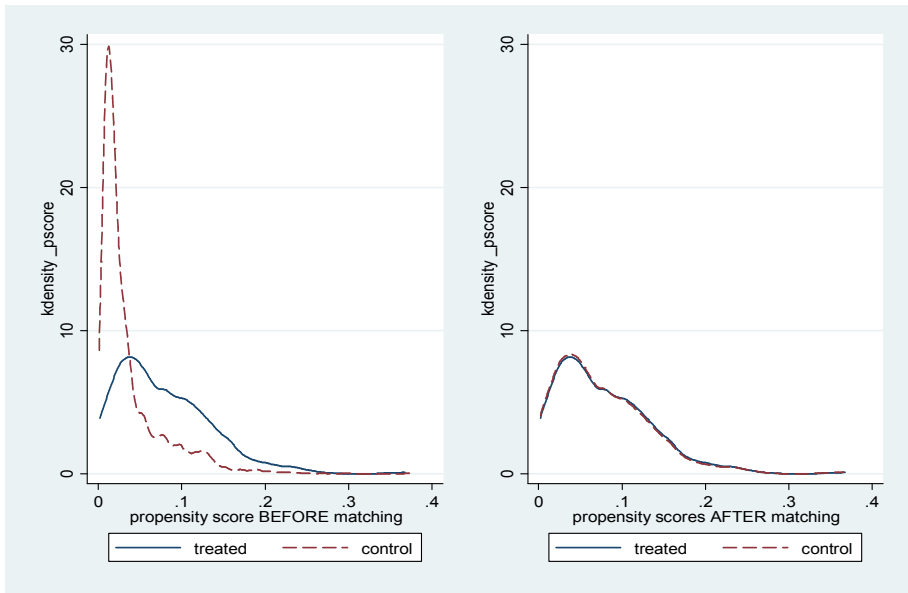 30
20
10
0
kdensity _pscore
0 .1 .2 .3 .4
propensity score BEFORE matching
treated control
30
20
10
0
kdensity _pscore
0 .1 .2 .3 .4
propensity scores AFTER matching
treated control